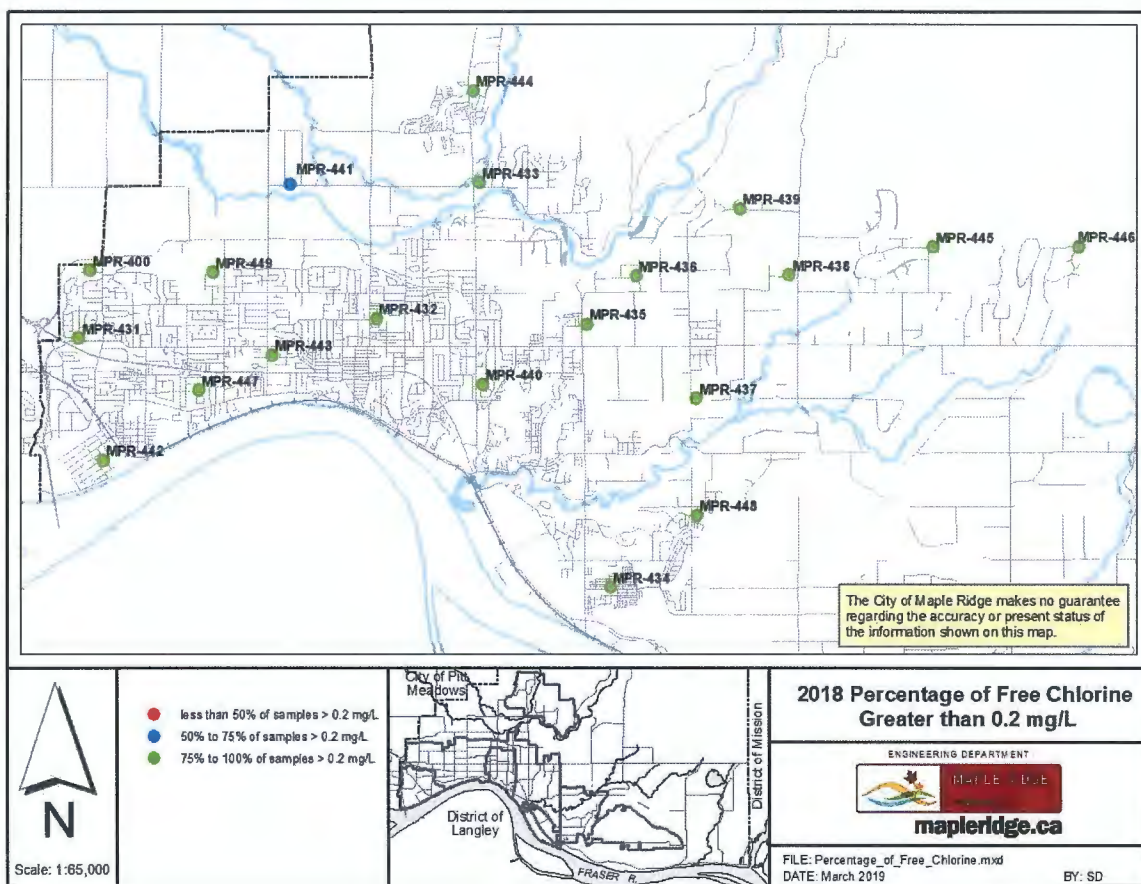 MPR-444
MPR-441
MPR-433
MPR-439
MPR-445
MPR-446
MPR-400
MPR-449
MPR-436
MPR-438
MPR-432
MPR-435
MPR-431
MPR-443
MPR-440
MPR-447
MPR-437
MPR-442
MPR-448
MPR-434
The City of Maple Ridge makes no guarantee
regarding the accuracy or present status of
the information shown on this map.
N
Scale: 1:65,000
less than 50% of samples > 0.2 mg/L
50% to 75% of samples > 0.2 mg/L
75% to 100% of samples > 0.2 mg/L
City of Pitt
Meadows
District of
Langley
FRASER R.
District of Mission
2018 Percentage of Free Chlorine
Greater than 0.2 mg/L
ENGINEERING DEPARTMENT
MAPLE RIDGE
mapleridge.ca
FILE: Percentage_of_Free_Chlorine.mxd
DATE: March 2019 BY: SD